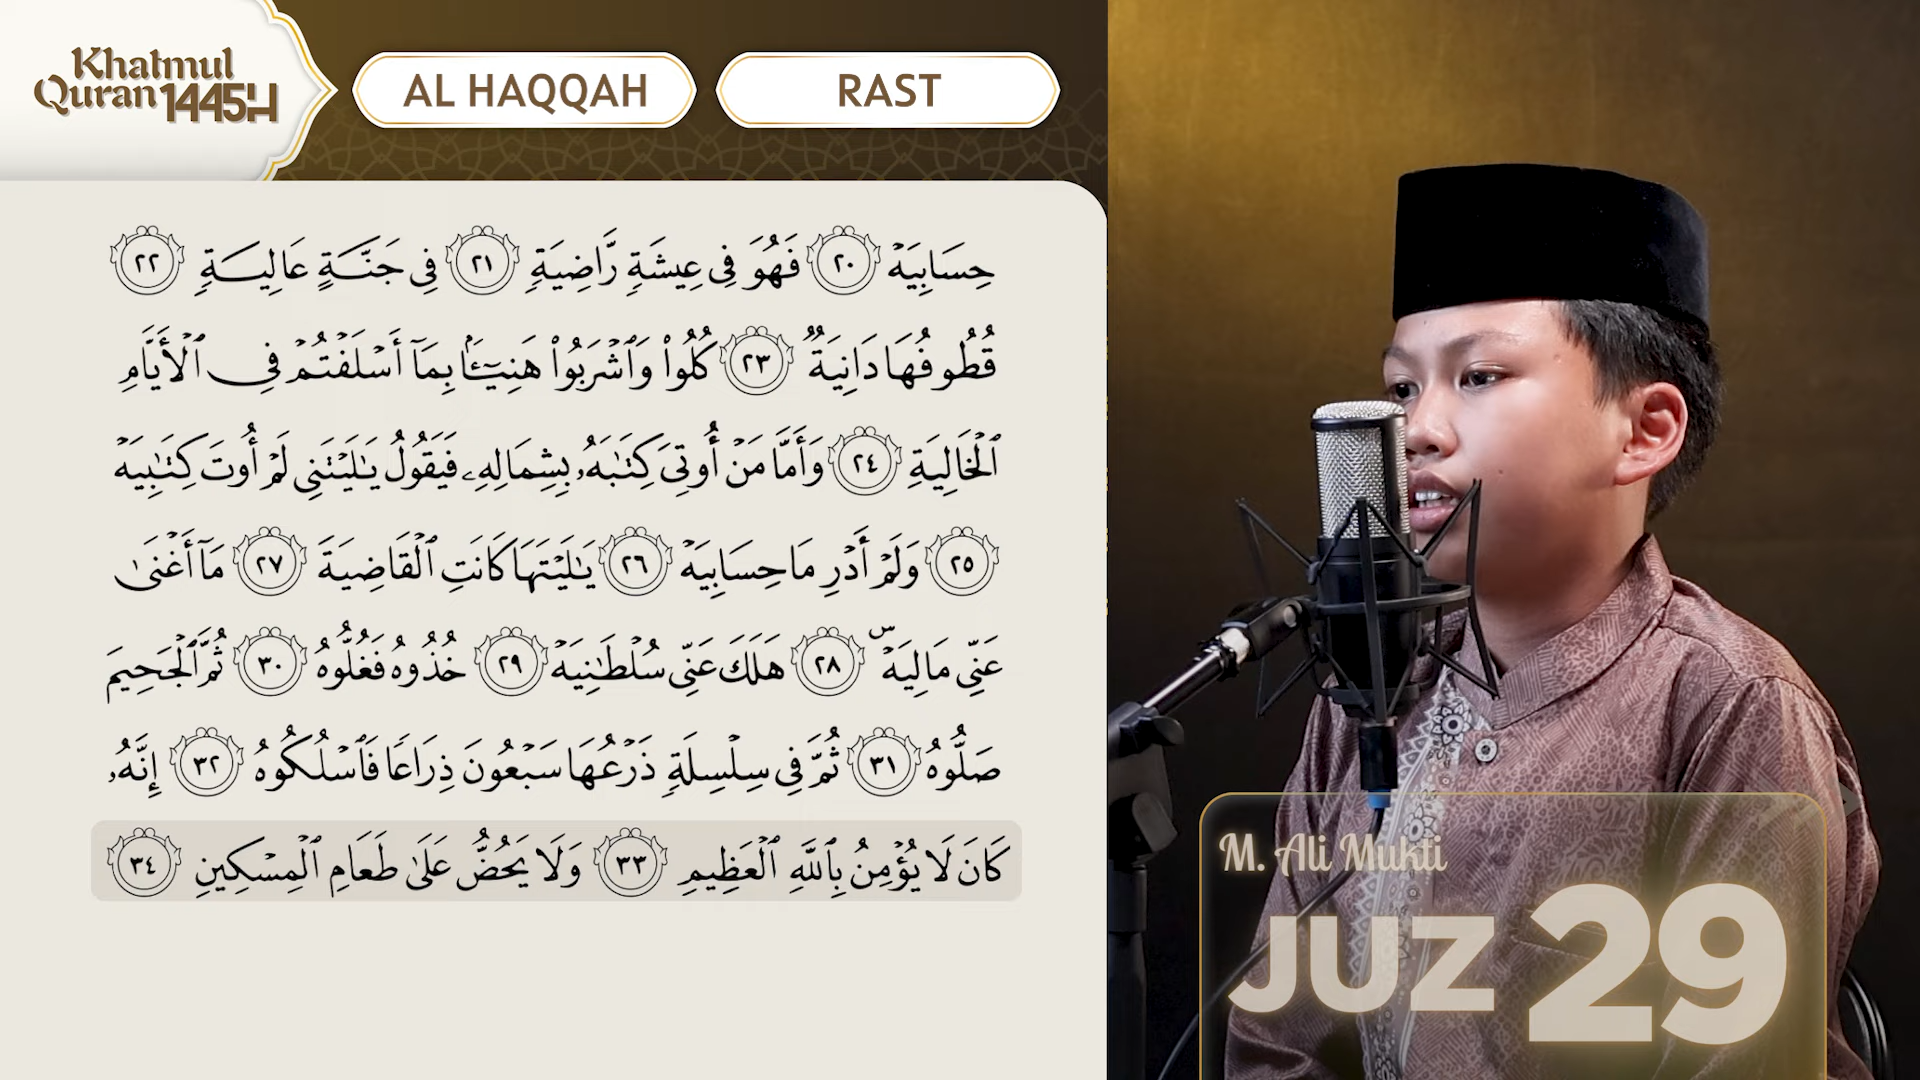 Khatmul
Quran 1445H
AL HAQQAH
RAST
حِسَابِيَهْ ٢٠ فَهُوَ فِى عِيشَةٍ رَّاضِيَةٍ ٢١ فِى جَنَّةٍ عَالِيَةٍ ٢٢
قُطُوفُهَا دَانِيَةٌ ٢٣ كُلُوا۟ وَٱشْرَبُوا۟ هَنِيٓـًٔۢا بِمَآ أَسْلَفْتُمْ فِى ٱلْأَيَّامِ
ٱلْخَالِيَةِ ٢٤ وَأَمَّا مَنْ أُوتِىَ كِتَٰبَهُۥ بِشِمَالِهِۦ فَيَقُولُ يَٰلَيْتَنِى لَمْ أُوتَ كِتَٰبِيَهْ
٢٥ وَلَمْ أَدْرِ مَا حِسَابِيَهْ ٢٦ يَٰلَيْتَهَا كَانَتِ ٱلْقَاضِيَةَ ٢٧ مَآ أَغْنَىٰ
عَنِّى مَالِيَهْ ۜ ٢٨ هَلَكَ عَنِّى سُلْطَٰنِيَهْ ٢٩ خُذُوهُ فَغُلُّوهُ ٣٠ ثُمَّ ٱلْجَحِيمَ
صَلُّوهُ ٣١ ثُمَّ فِى سِلْسِلَةٍ ذَرْعُهَا سَبْعُونَ ذِرَاعًا فَٱسْلُكُوهُ ٣٢ إِنَّهُۥ
كَانَ لَا يُؤْمِنُ بِٱللَّهِ ٱلْعَظِيمِ ٣٣ وَلَا يَحُضُّ عَلَىٰ طَعَامِ ٱلْمِسْكِينِ ٣٤
M. Ali Mukti
JUZ 29